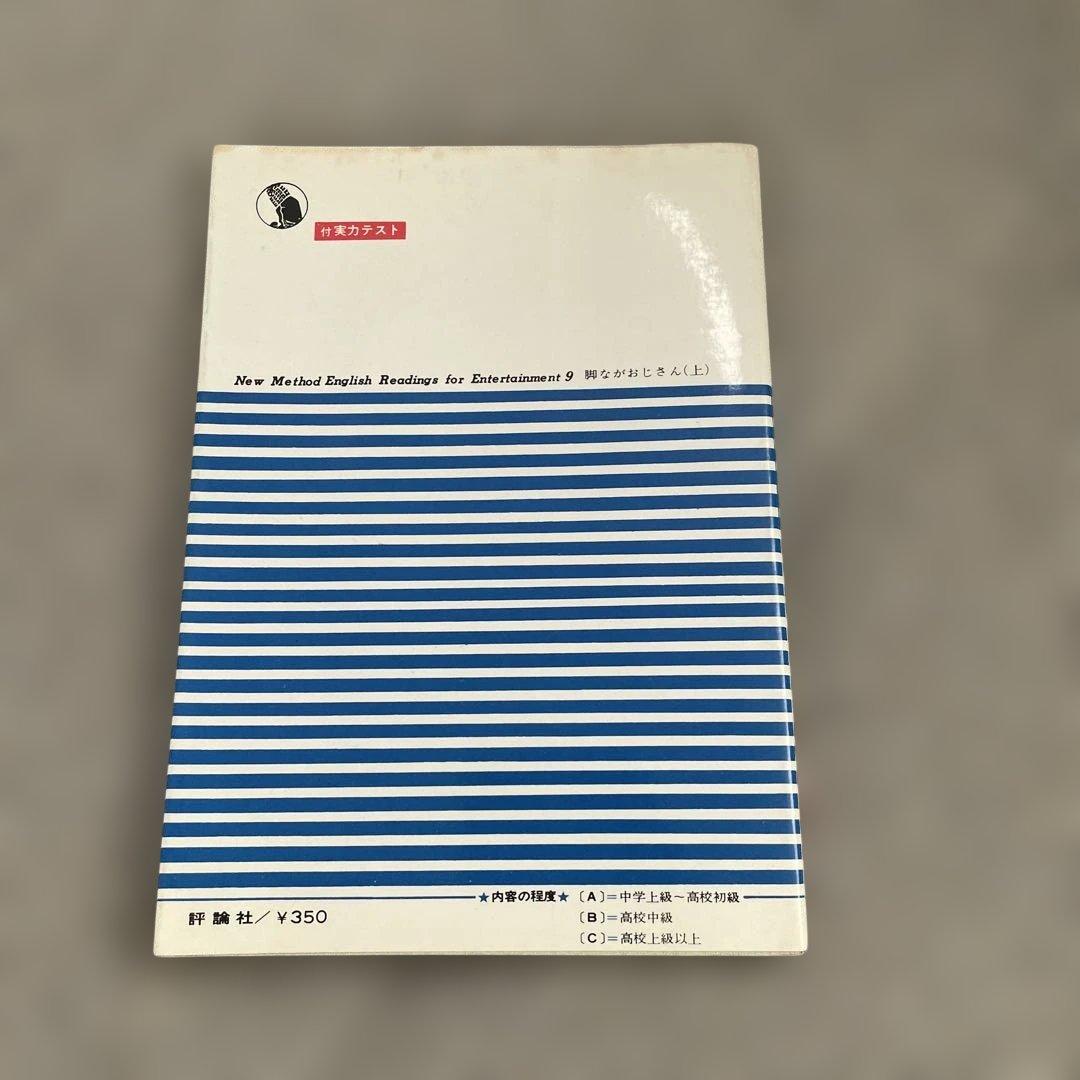 付実力テスト
New Method English Readings for Entertainment 9 脚ながおじさん(上)
★内容の程度★ 〔A〕=中学上級〜高校初級
評論社/¥350 〔B〕=高校中級
〔C〕=高校上級以上